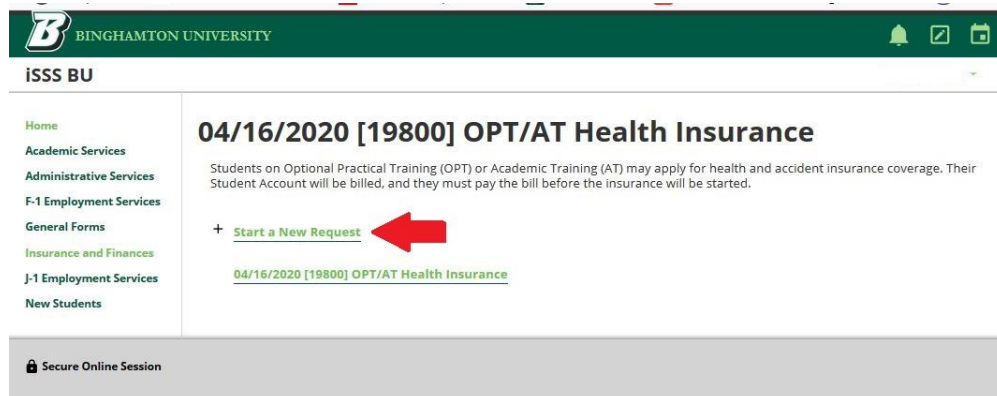 B BINGHAMTON UNIVERSITY
iSSS BU
Home
Academic Services
Administrative Services
F-1 Employment Services
General Forms
Insurance and Finances
J-1 Employment Services
New Students
04/16/2020 [19800] OPT/AT Health Insurance
Students on Optional Practical Training (OPT) or Academic Training (AT) may apply for health and accident insurance coverage. Their
Student Account will be billed, and they must pay the bill before the insurance will be started.
+ Start a New Request
04/16/2020 [19800] OPT/AT Health Insurance
Secure Online Session